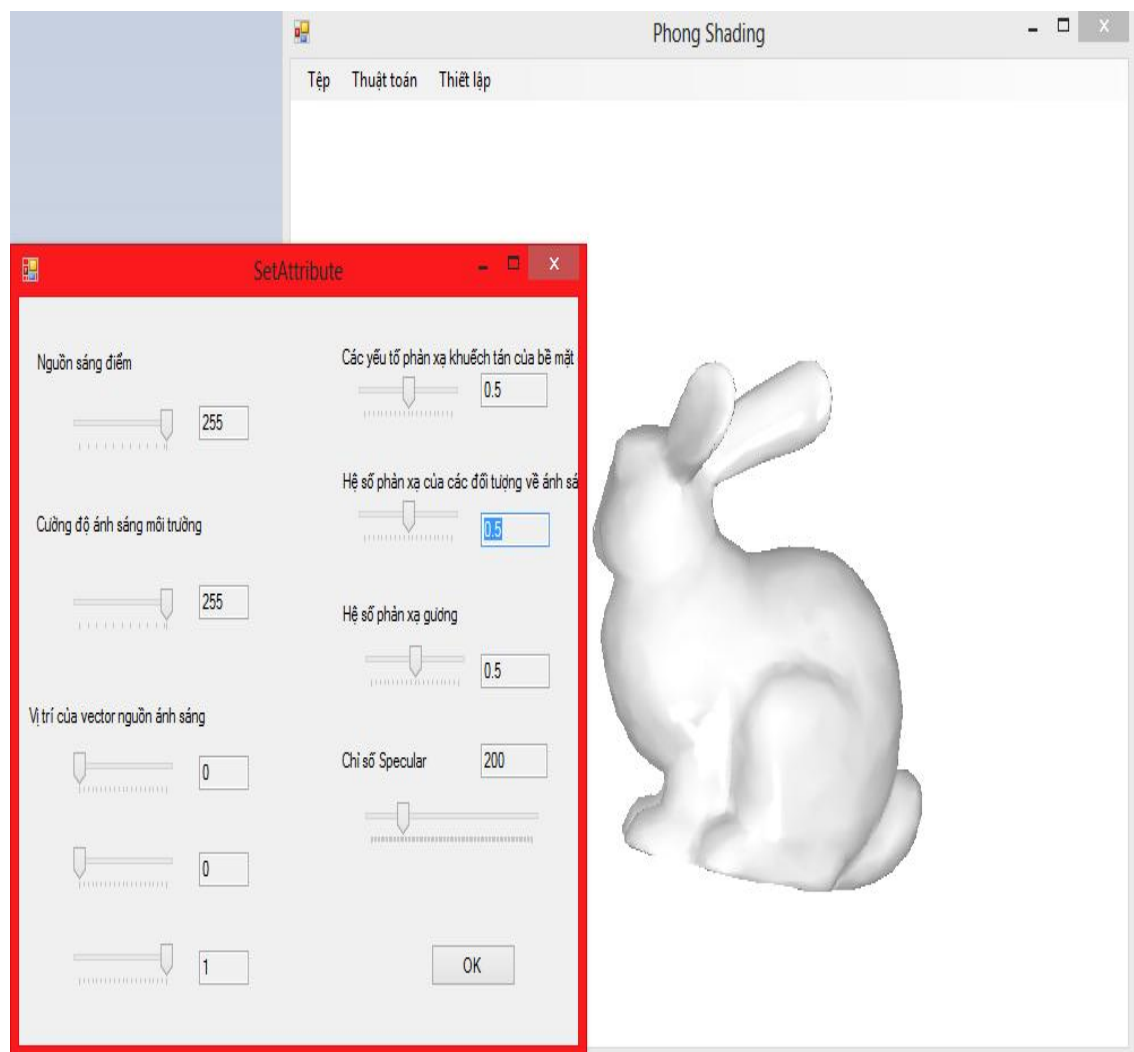 Phong Shading
Tệp Thuật toán Thiết lập
SetAttribute
Nguồn sáng điểm
255
Cường độ ánh sáng môi trường
255
Vị trí của vector nguồn ánh sáng
0
0
1
Các yếu tố phản xạ khuếch tán của bề mặt
0.5
Hệ số phản xạ của các đối tượng về ánh sá
0.5
Hệ số phản xạ gương
0.5
Chỉ số Specular
200
OK